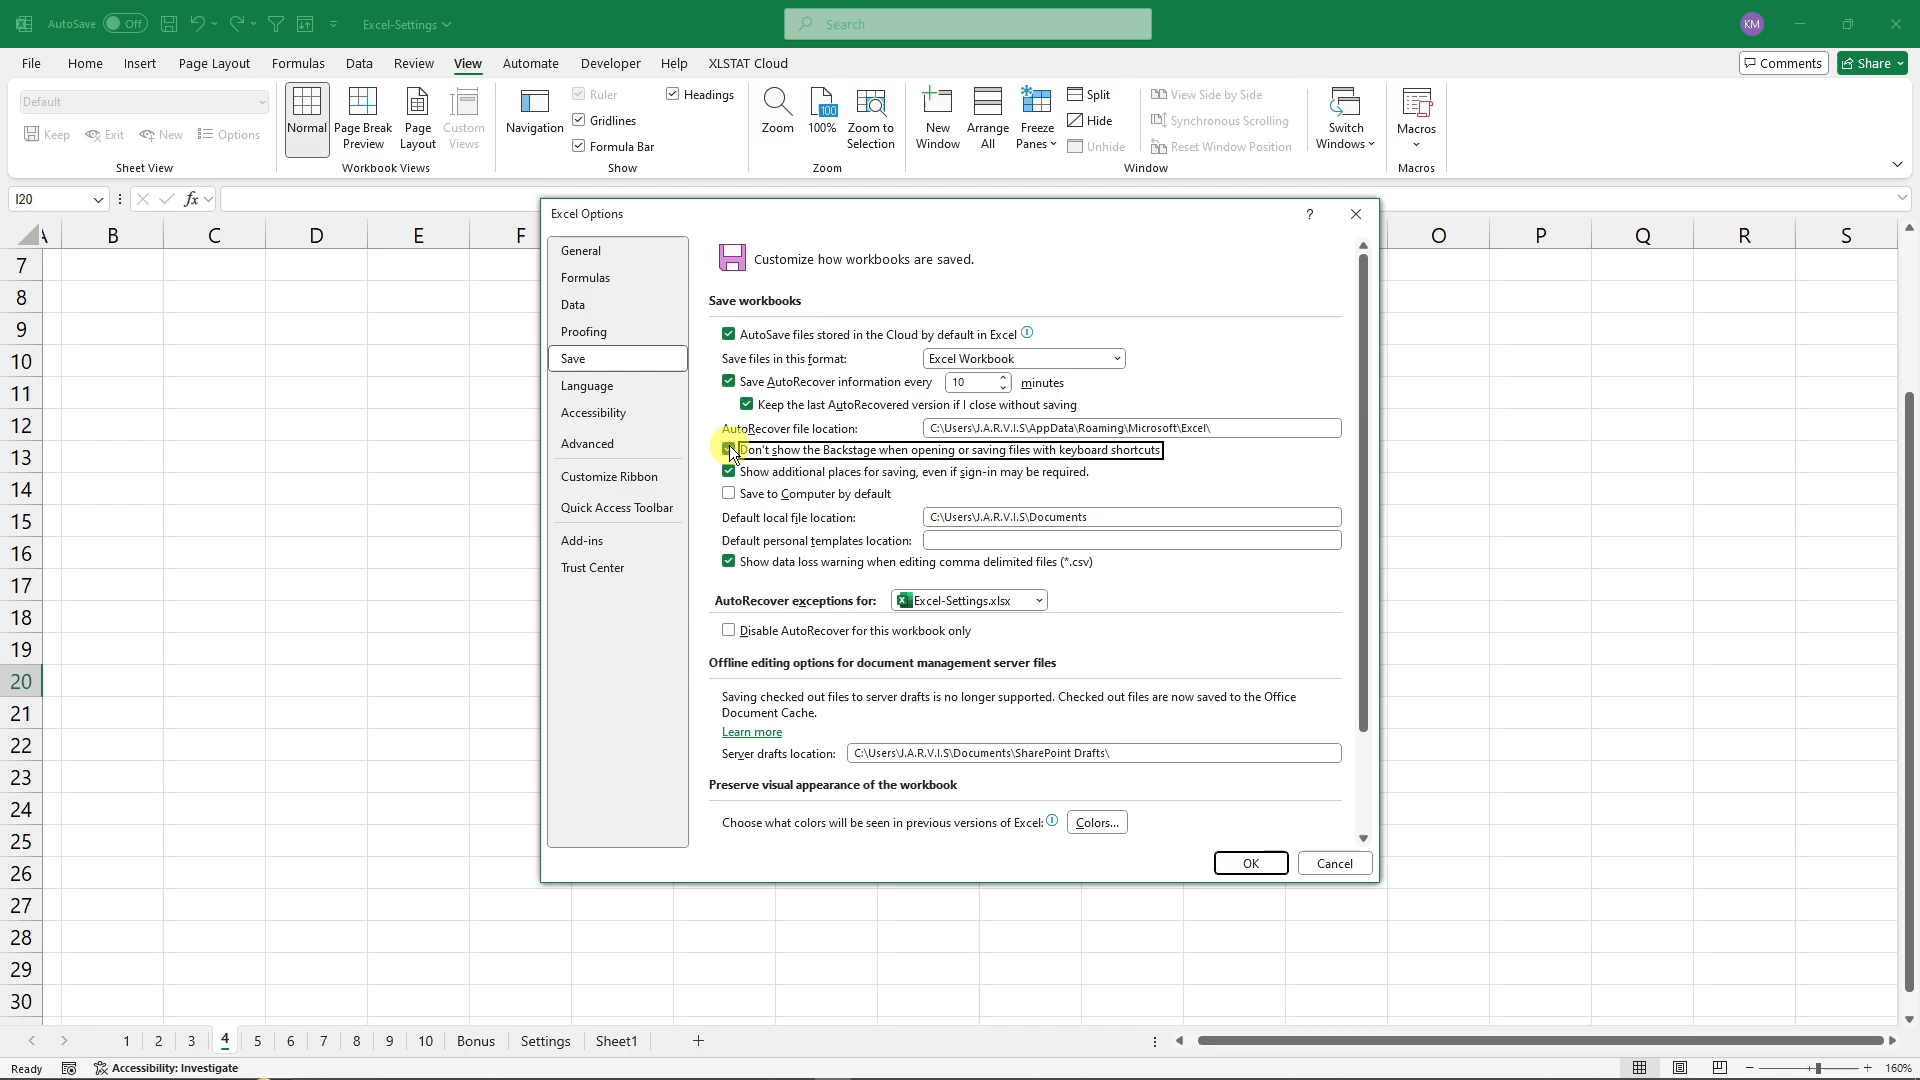 AutoSave Off Excel-Settings Search KM
File Home Insert Page Layout Formulas Data Review View Automate Developer Help XLSTAT Cloud Comments Share
Default
Keep Exit New Options
Sheet View
Normal Page Break Preview Page Layout Custom Views
Workbook Views
Navigation
Ruler
Gridlines
Formula Bar
Headings
Show
Zoom 100 100% Zoom to Selection
Zoom
New Window Arrange All Freeze Panes
Split
Hide
Unhide
View Side by Side
Synchronous Scrolling
Reset Window Position
Switch Windows
Window
Macros
Macros
I20 fx
A B C D E F O P Q R S
7
8
9
10
11
12
13
14
15
16
17
18
19
20
21
22
23
24
25
26
27
28
29
30
Excel Options ?
General
Formulas
Data
Proofing
Save
Language
Accessibility
Advanced
Customize Ribbon
Quick Access Toolbar
Add-ins
Trust Center
Customize how workbooks are saved.
Save workbooks
AutoSave files stored in the Cloud by default in Excel
Save files in this format: Excel Workbook
Save AutoRecover information every 10 minutes
Keep the last AutoRecovered version if I close without saving
AutoRecover file location: C:\Users\J.A.R.V.I.S\AppData\Roaming\Microsoft\Excel\
Don't show the Backstage when opening or saving files with keyboard shortcuts
Show additional places for saving, even if sign-in may be required.
Save to Computer by default
Default local file location: C:\Users\J.A.R.V.I.S\Documents
Default personal templates location:
Show data loss warning when editing comma delimited files (*.csv)
AutoRecover exceptions for: Excel-Settings.xlsx
Disable AutoRecover for this workbook only
Offline editing options for document management server files
Saving checked out files to server drafts is no longer supported. Checked out files are now saved to the Office
Document Cache.
Learn more
Server drafts location: C:\Users\J.A.R.V.I.S\Documents\SharePoint Drafts\
Preserve visual appearance of the workbook
Choose what colors will be seen in previous versions of Excel: Colors...
OK Cancel
1 2 3 4 5 6 7 8 9 10 Bonus Settings Sheet1
Ready Accessibility: Investigate 160%